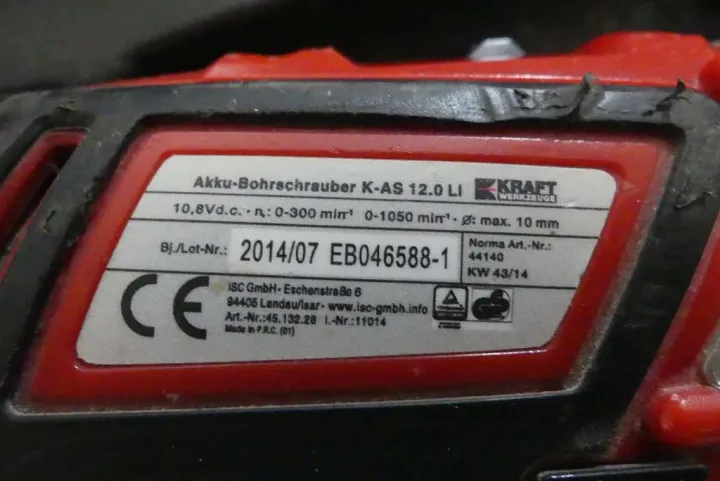 Akku-Bohrschrauber K-AS 12.0 LI KRAFT WERKZEUGE
10,8Vd.c. · n: 0-300 min⁻¹ 0-1050 min⁻¹ · Ø: max. 10 mm
Bj./Lot-Nr.: 2014/07 EB046588-1
Norma Art.-Nr.:
44140
KW 43/14
CE
iSC GmbH - Eschenstraße 6
94405 Landau/Isar - www.isc-gmbh.info
Art.-Nr.:45.132.28 I.-Nr.:11014
Made in P.R.C. (01)